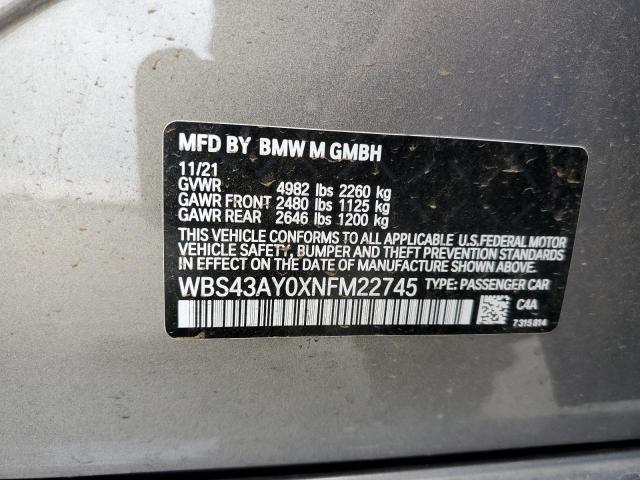 MFD BY BMW M GMBH
11/21
GVWR 4982 lbs 2260 kg
GAWR FRONT 2480 lbs 1125 kg
GAWR REAR 2646 lbs 1200 kg
THIS VEHICLE CONFORMS TO ALL APPLICABLE U.S.FEDERAL MOTOR
VEHICLE SAFETY, BUMPER AND THEFT PREVENTION STANDARDS
IN EFFECT ON THE DATE OF MANUFACTURE SHOWN ABOVE.
WBS43AY0XNFM22745 TYPE: PASSENGER CAR
C4A
7315814